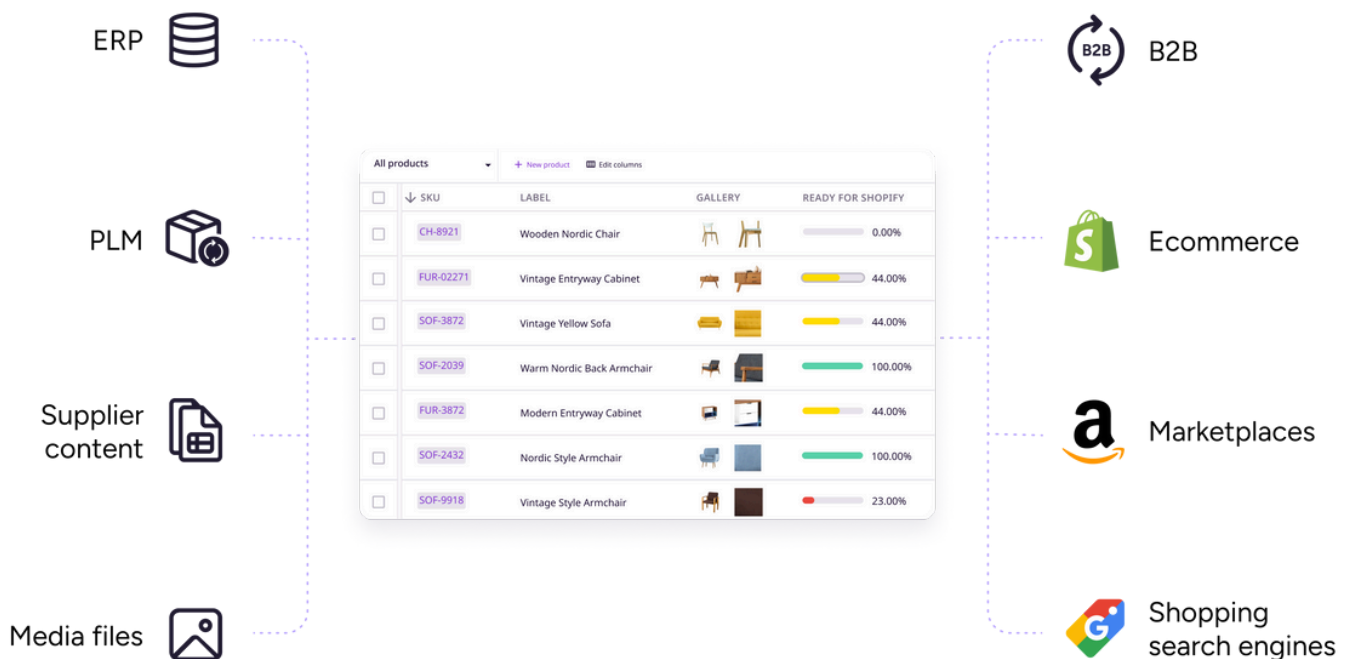 ERP
PLM
Supplier
content
Media files
All products
+ New product
Edit columns
SKU LABEL GALLERY READY FOR SHOPIFY
CH-8921 Wooden Nordic Chair 0.00%
FUR-02271 Vintage Entryway Cabinet 44.00%
SOF-3872 Vintage Yellow Sofa 44.00%
SOF-2039 Warm Nordic Back Armchair 100.00%
FUR-3872 Modern Entryway Cabinet 44.00%
SOF-2432 Nordic Style Armchair 100.00%
SOF-9918 Vintage Style Armchair 23.00%
B2B B2B
S Ecommerce
a Marketplaces
G Shopping
search engines